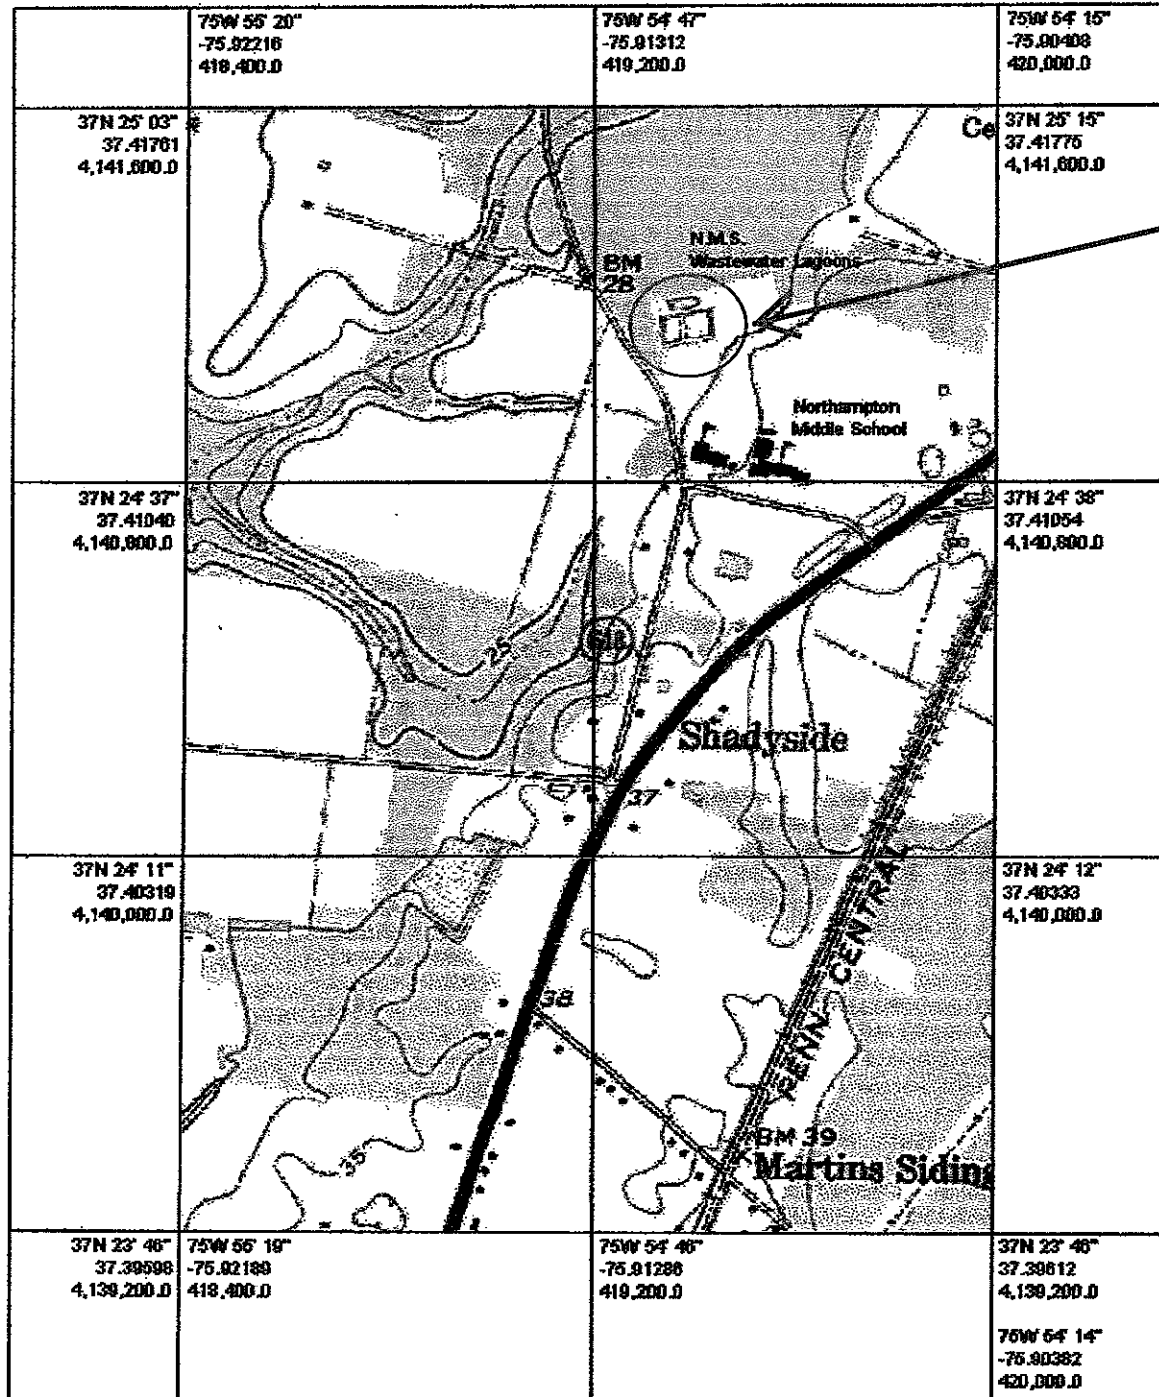 75W 55' 20"
-75.92216
418,400.0
75W 54' 47"
-75.91312
419,200.0
75W 54' 15"
-75.90408
420,000.0
37N 25' 03"
37.41761
4,141,600.0
37N 25' 15"
37.41775
4,141,600.0
Ce
N.M.S.
Wastewater Lagoons
BM
28
Northampton
Middle School
37N 24' 37"
37.41040
4,140,800.0
37N 24' 38"
37.41054
4,140,800.0
25
618
Shadyside
37
37N 24' 11"
37.40319
4,140,000.0
37N 24' 12"
37.40333
4,140,000.0
PENN CENTRAL
38
35
BM 39
Martins Siding
37N 23' 46"
37.39598
4,139,200.0
75W 55' 19"
-75.92189
418,400.0
75W 54' 46"
-75.91286
419,200.0
37N 23' 46"
37.39612
4,139,200.0
75W 54' 14"
-75.90382
420,000.0